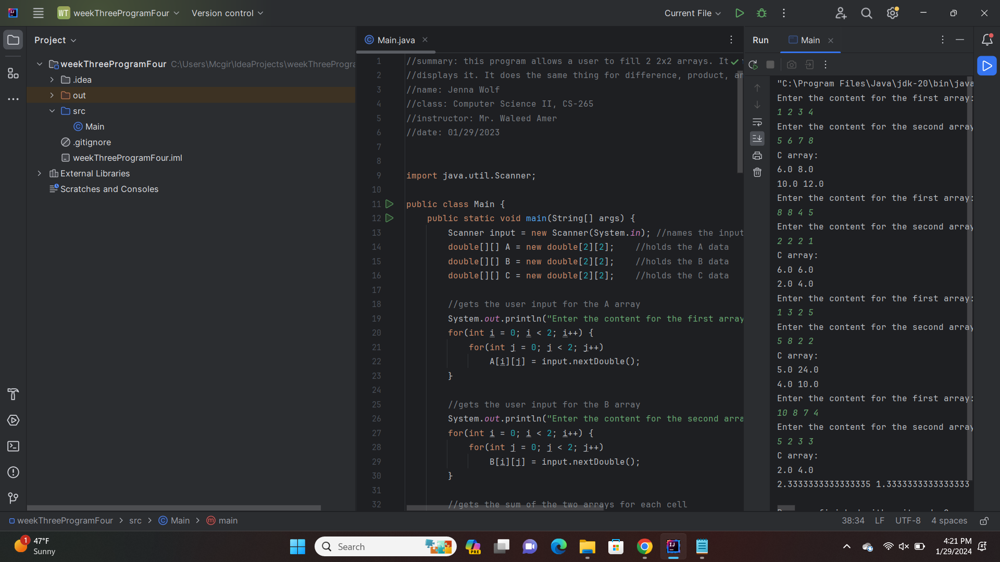 WT weekThreeProgramFour Version control Current File
Project
weekThreeProgramFour C:\Users\Mcgir\IdeaProjects\weekThreeProgra
.idea
out
src
Main
.gitignore
weekThreeProgramFour.iml
External Libraries
Scratches and Consoles
Main.java
1 //summary: this program allows a user to fill 2 2x2 arrays. It
2 //displays it. It does the same thing for difference, product, an
3 //name: Jenna Wolf
4 //class: Computer Science II, CS-265
5 //instructor: Mr. Waleed Amer
6 //date: 01/29/2023
7
8
9 import java.util.Scanner;
10
11 public class Main {
12 public static void main(String[] args) {
13 Scanner input = new Scanner(System.in); //names the input
14 double[][] A = new double[2][2]; //holds the A data
15 double[][] B = new double[2][2]; //holds the B data
16 double[][] C = new double[2][2]; //holds the C data
17
18 //gets the user input for the A array
19 System.out.println("Enter the content for the first array
20 for(int i = 0; i < 2; i++) {
21 for(int j = 0; j < 2; j++)
22 A[i][j] = input.nextDouble();
23 }
24
25 //gets the user input for the B array
26 System.out.println("Enter the content for the second arra
27 for(int i = 0; i < 2; i++) {
28 for(int j = 0; j < 2; j++)
29 B[i][j] = input.nextDouble();
30 }
31
32 //gets the sum of the two arrays for each cell
Run Main
"C:\Program Files\Java\jdk-20\bin\java
Enter the content for the first array:
1 2 3 4
Enter the content for the second array
5 6 7 8
C array:
6.0 8.0
10.0 12.0
Enter the content for the first array:
8 8 4 5
Enter the content for the second array
2 2 2 1
C array:
6.0 6.0
2.0 4.0
Enter the content for the first array:
1 3 2 5
Enter the content for the second array
5 8 2 2
C array:
5.0 24.0
4.0 10.0
Enter the content for the first array:
10 8 7 4
Enter the content for the second array
5 2 3 3
C array:
2.0 4.0
2.3333333333333335 1.3333333333333333
weekThreeProgramFour > src > Main > main
38:34 LF UTF-8 4 spaces
1
47°F
Sunny
Search
PRE
4:21 PM
1/29/2024